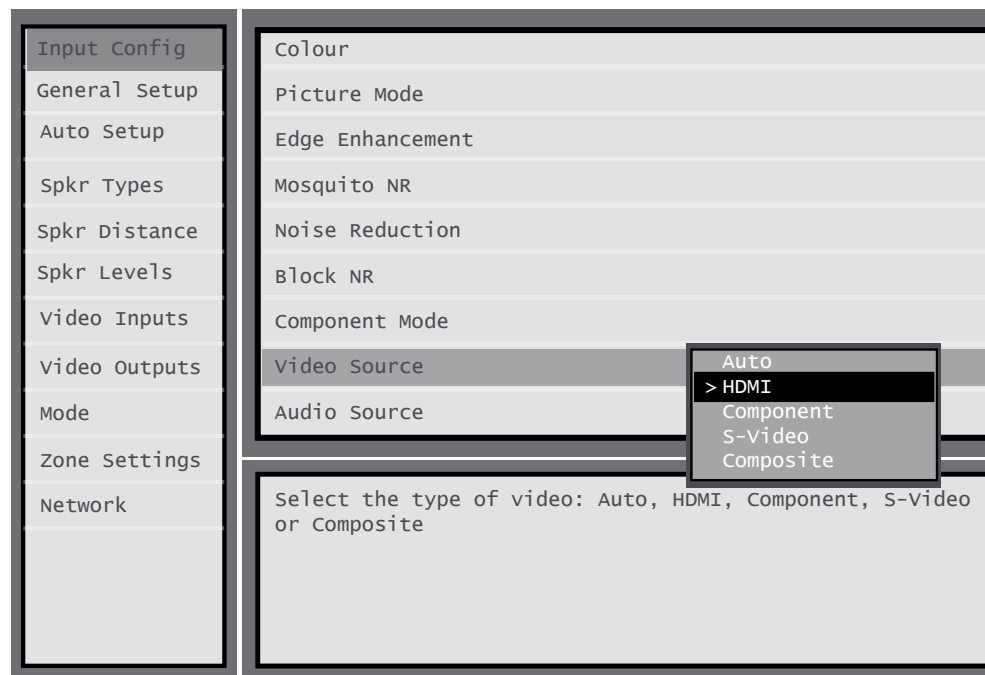 Input Config
General Setup
Auto Setup
Spkr Types
Spkr Distance
Spkr Levels
Video Inputs
Video Outputs
Mode
Zone Settings
Network
Colour
Picture Mode
Edge Enhancement
Mosquito NR
Noise Reduction
Block NR
Component Mode
Video Source
Audio Source
Auto
> HDMI
Component
S-Video
Composite
Select the type of video: Auto, HDMI, Component, S-Video
or Composite